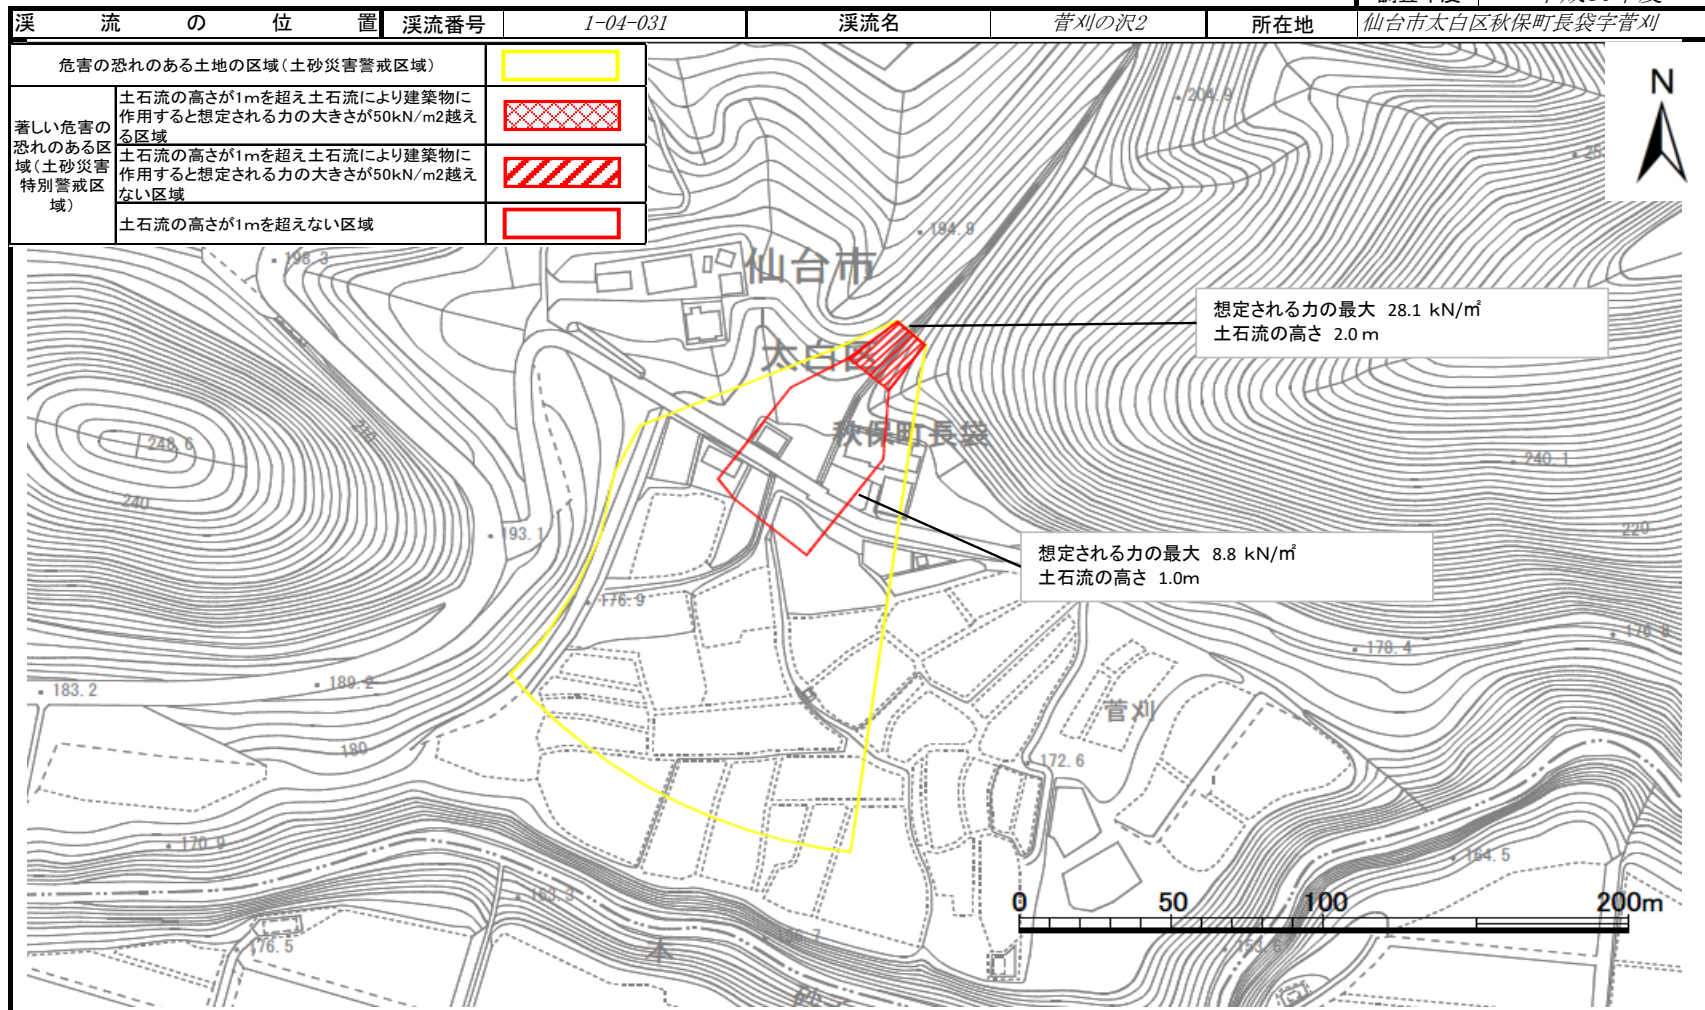 渓流の位置 渓流番号 1-04-031 渓流名 菅刈の沢2 所在地 仙台市太白区秋保町長袋字菅刈
危害の恐れのある土地の区域(土砂災害警戒区域)
著しい危害の
恐れのある区
域(土砂災害
特別警戒区
域)
土石流の高さが1mを超え土石流により建築物に
作用すると想定される力の大きさが50kN/m2越え
る区域
土石流の高さが1mを超え土石流により建築物に
作用すると想定される力の大きさが50kN/m2越え
ない区域
土石流の高さが1mを超えない区域
N
204.9
194.9
198.3
仙台市
太白区
秋保町長袋
想定される力の最大 28.1 kN/㎡
土石流の高さ 2.0 m
想定される力の最大 8.8 kN/㎡
土石流の高さ 1.0m
248.6
210
240
240.1
220
193.1
176.9
178.4
176.8
183.2
189.2
180
菅刈
172.6
170.9
164.5
163.3
176.5
本
0 50 100 200m